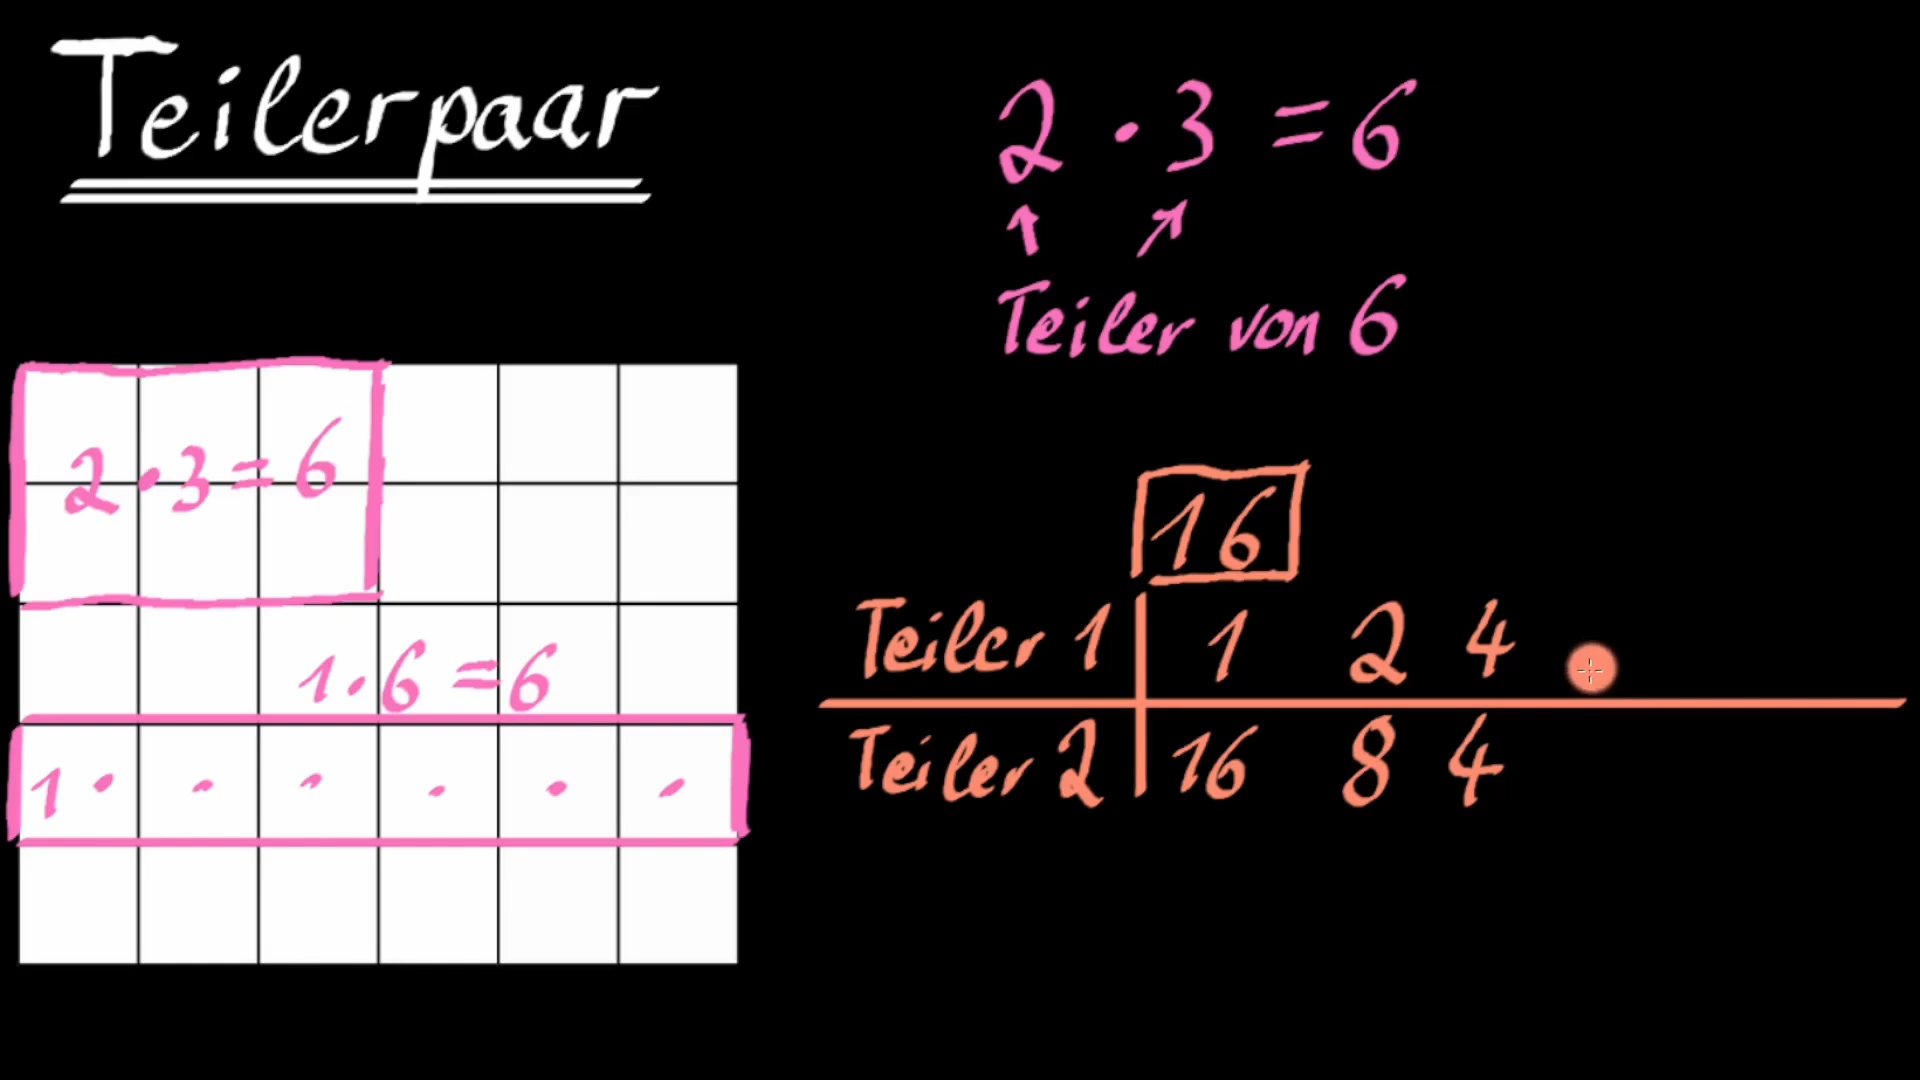 Teilerpaar
2 · 3 = 6
Teiler von 6
2 · 3 = 6
1 · 6 = 6
1 · · · · · ·
16
Teiler 1 1 2 4
Teiler 2 16 8 4